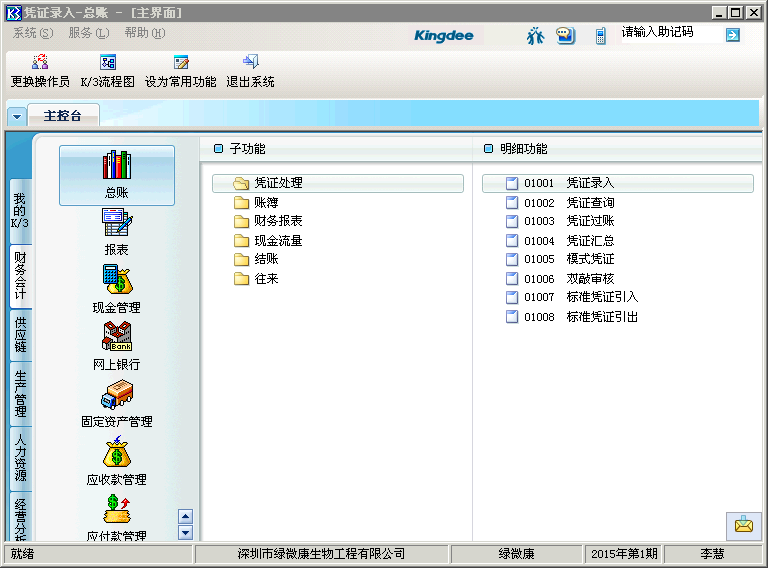 凭证录入-总账 - [主界面]
系统(S) 服务(L) 帮助(H)
Kingdee
请输入助记码
更换操作员 K/3流程图 设为常用功能 退出系统
主控台
我的K/3
财务会计
供应链
生产管理
人力资源
经营分析
总账
报表
现金管理
网上银行
Bank
固定资产管理
应收款管理
应付款管理
子功能
凭证处理
账簿
财务报表
现金流量
结账
往来
明细功能
01001 凭证录入
01002 凭证查询
01003 凭证过账
01004 凭证汇总
01005 模式凭证
01006 双敲审核
01007 标准凭证引入
01008 标准凭证引出
就绪
深圳市绿微康生物工程有限公司
绿微康
2015年第1期
李慧